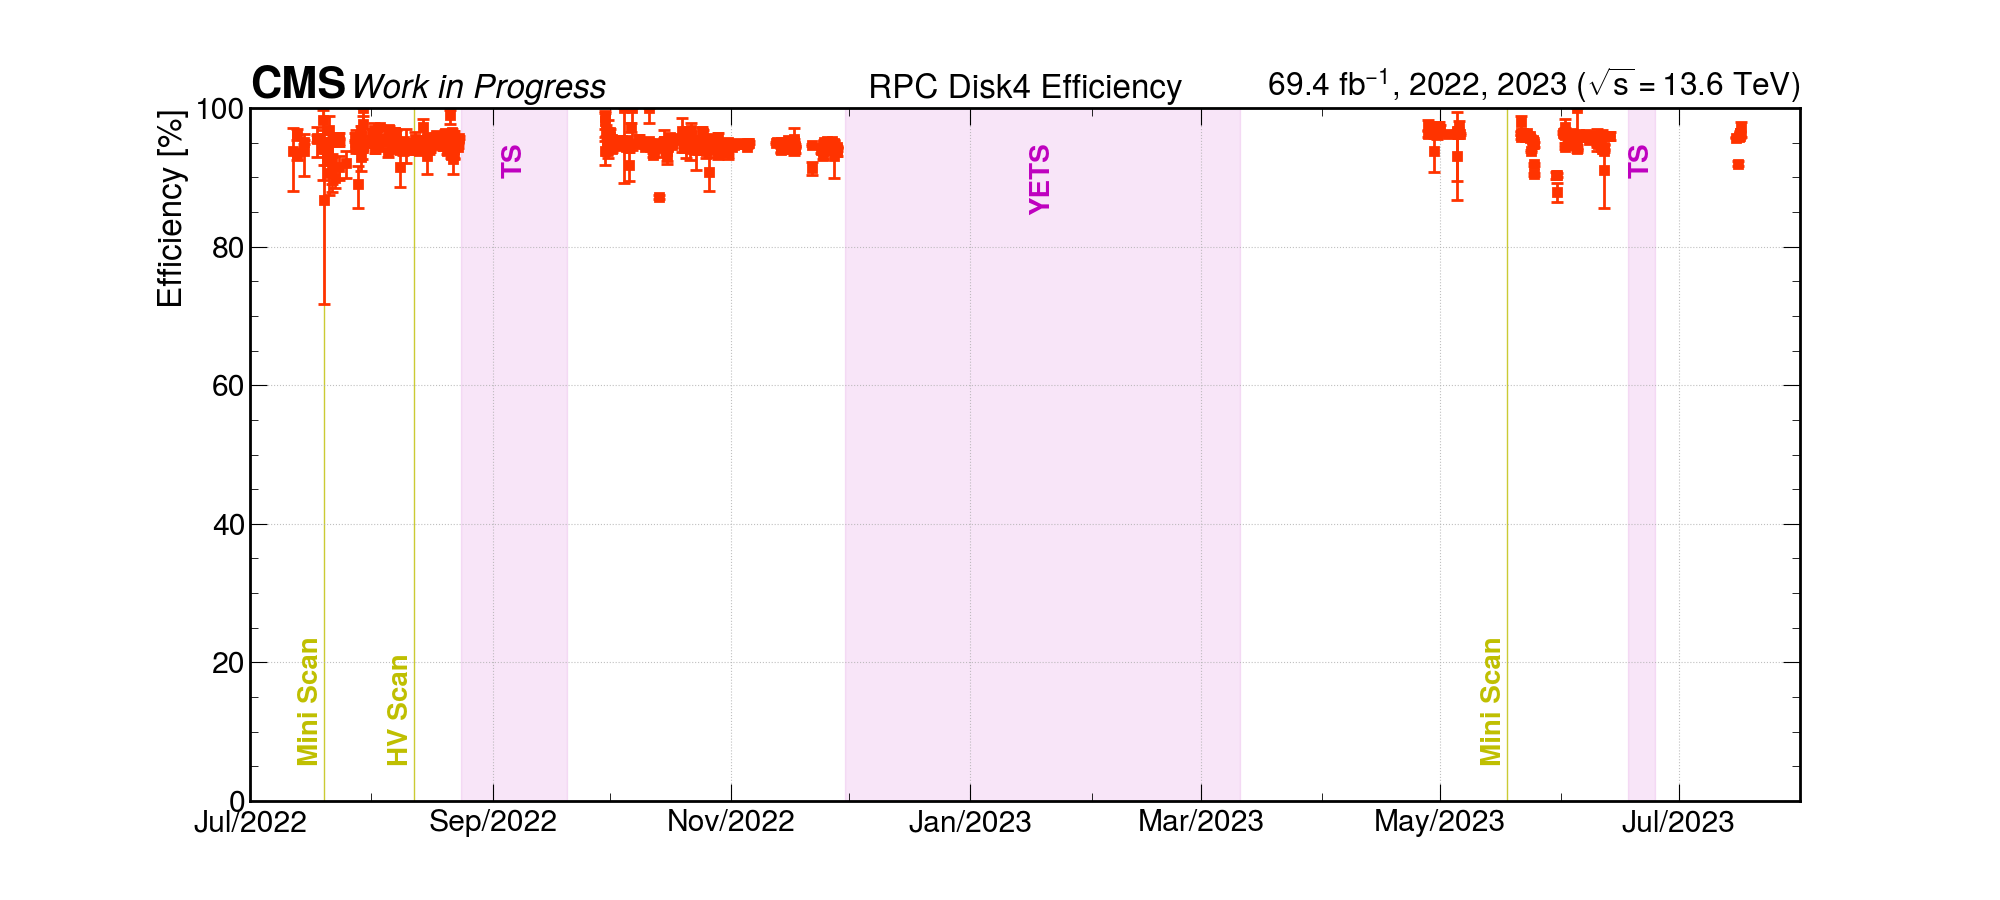 CMS Work in Progress RPC Disk4 Efficiency 69.4 fb⁻¹, 2022, 2023 (√s = 13.6 TeV)
Efficiency [%]
100
80
60
40
20
0
TS
YETS
TS
Mini Scan
HV Scan
Mini Scan
Jul/2022 Sep/2022 Nov/2022 Jan/2023 Mar/2023 May/2023 Jul/2023